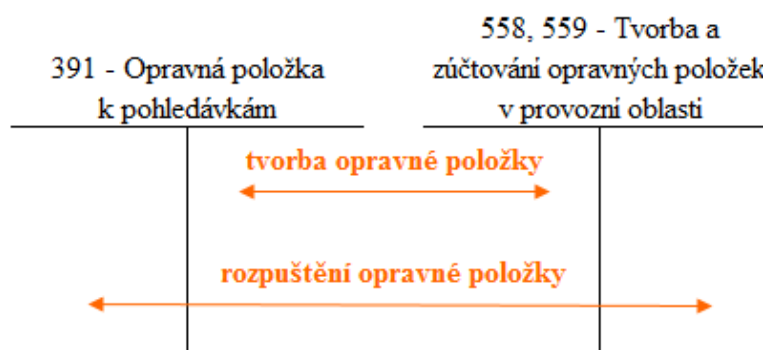 391 - Opravná položka
k pohledávkám
558, 559 - Tvorba a
zúčtování opravných položek
v provozní oblasti
tvorba opravné položky
rozpuštění opravné položky